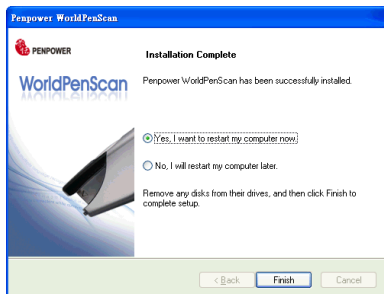 Penpower WorldPenScan
PENPOWER
WorldPenScan
Installation Complete
Penpower WorldPenScan has been successfully installed.
Yes, I want to restart my computer now.
No, I will restart my computer later.
Remove any disks from their drives, and then click Finish to
complete setup.
< Back
Finish
Cancel